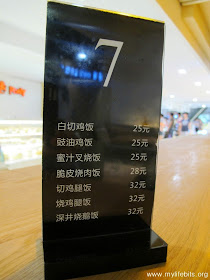 7
白切鸡饭 25元
豉油鸡饭 25元
蜜汁叉烧饭 25元
脆皮烧肉饭 28元
切鸡腿饭 32元
烧鸡腿饭 32元
深井烧鹅饭 32元
www.mylifebits.org